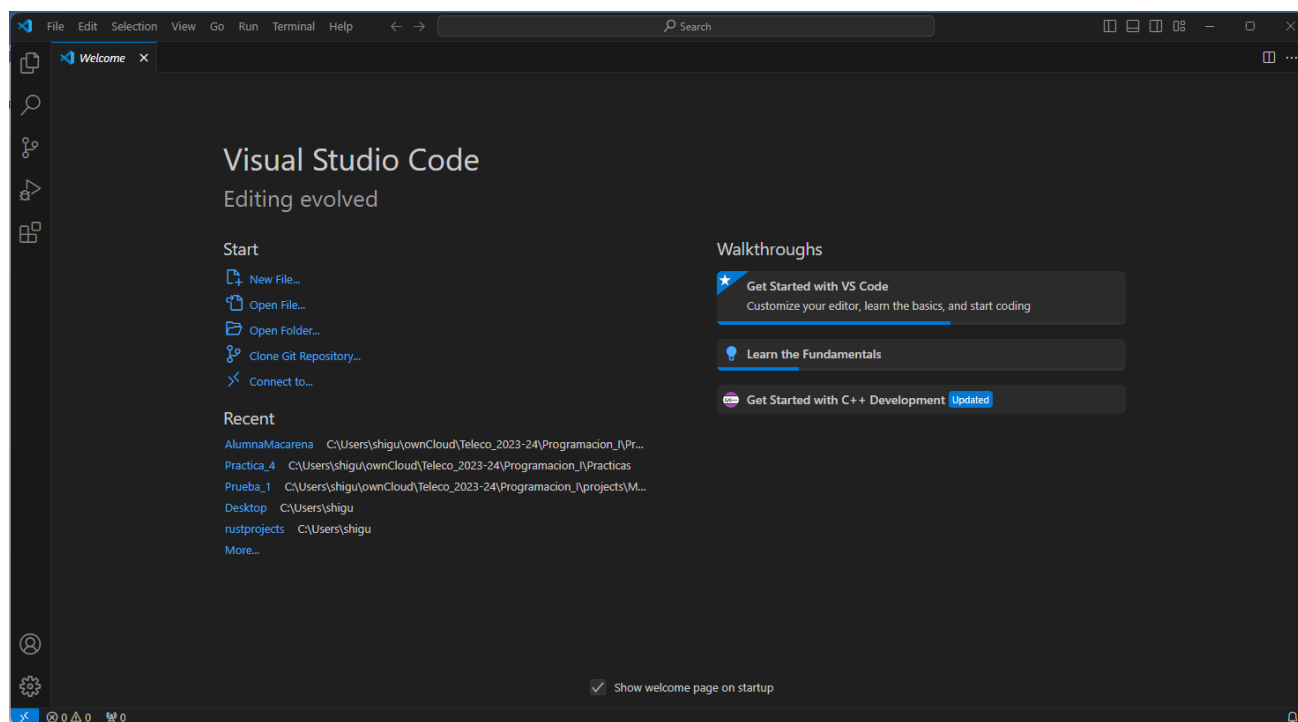 File Edit Selection View Go Run Terminal Help
Search
Welcome
Visual Studio Code
Editing evolved
Start
New File...
Open File...
Open Folder...
Clone Git Repository...
Connect to...
Recent
AlumnaMacarena C:\Users\shigu\ownCloud\Teleco_2023-24\Programacion_I\Pr...
Practica_4 C:\Users\shigu\ownCloud\Teleco_2023-24\Programacion_I\Practicas
Prueba_1 C:\Users\shigu\ownCloud\Teleco_2023-24\Programacion_I\projects\M...
Desktop C:\Users\shigu
rustprojects C:\Users\shigu
More...
Walkthroughs
Get Started with VS Code
Customize your editor, learn the basics, and start coding
Learn the Fundamentals
Get Started with C++ Development Updated
Show welcome page on startup
0 0 0